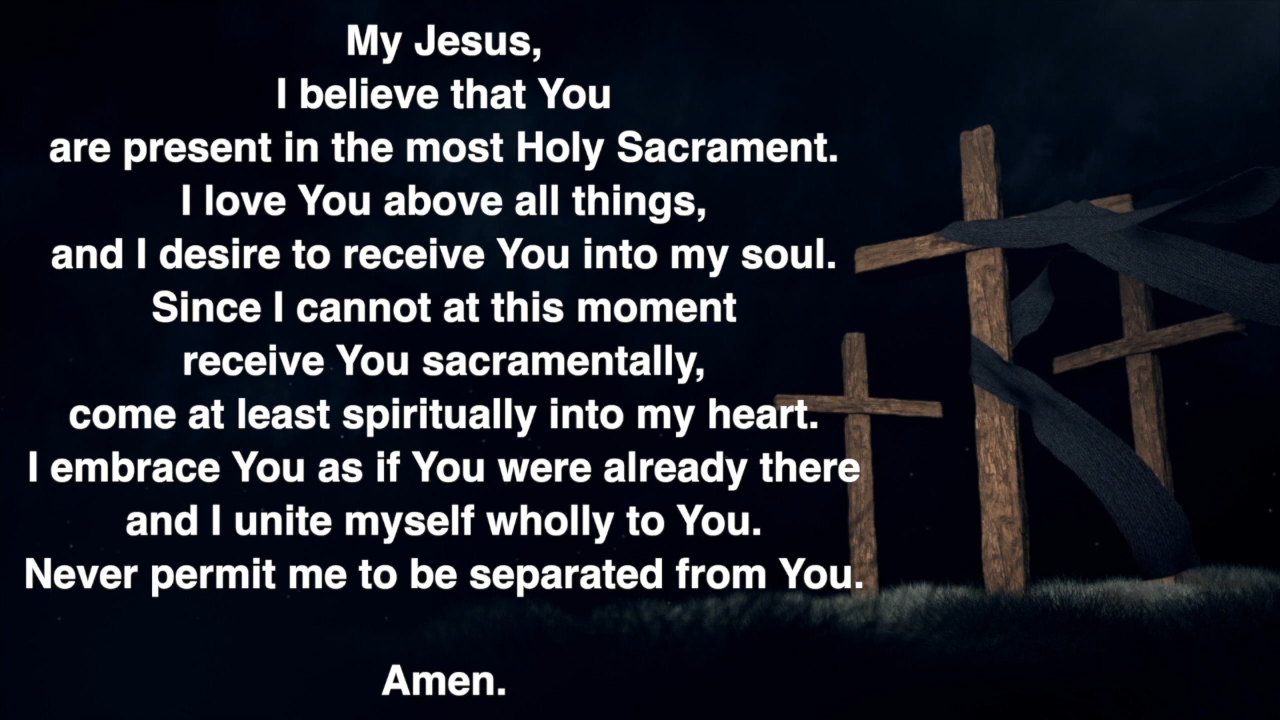 My Jesus,
I believe that You
are present in the most Holy Sacrament.
I love You above all things,
and I desire to receive You into my soul.
Since I cannot at this moment
receive You sacramentally,
come at least spiritually into my heart.
I embrace You as if You were already there
and I unite myself wholly to You.
Never permit me to be separated from You.
Amen.